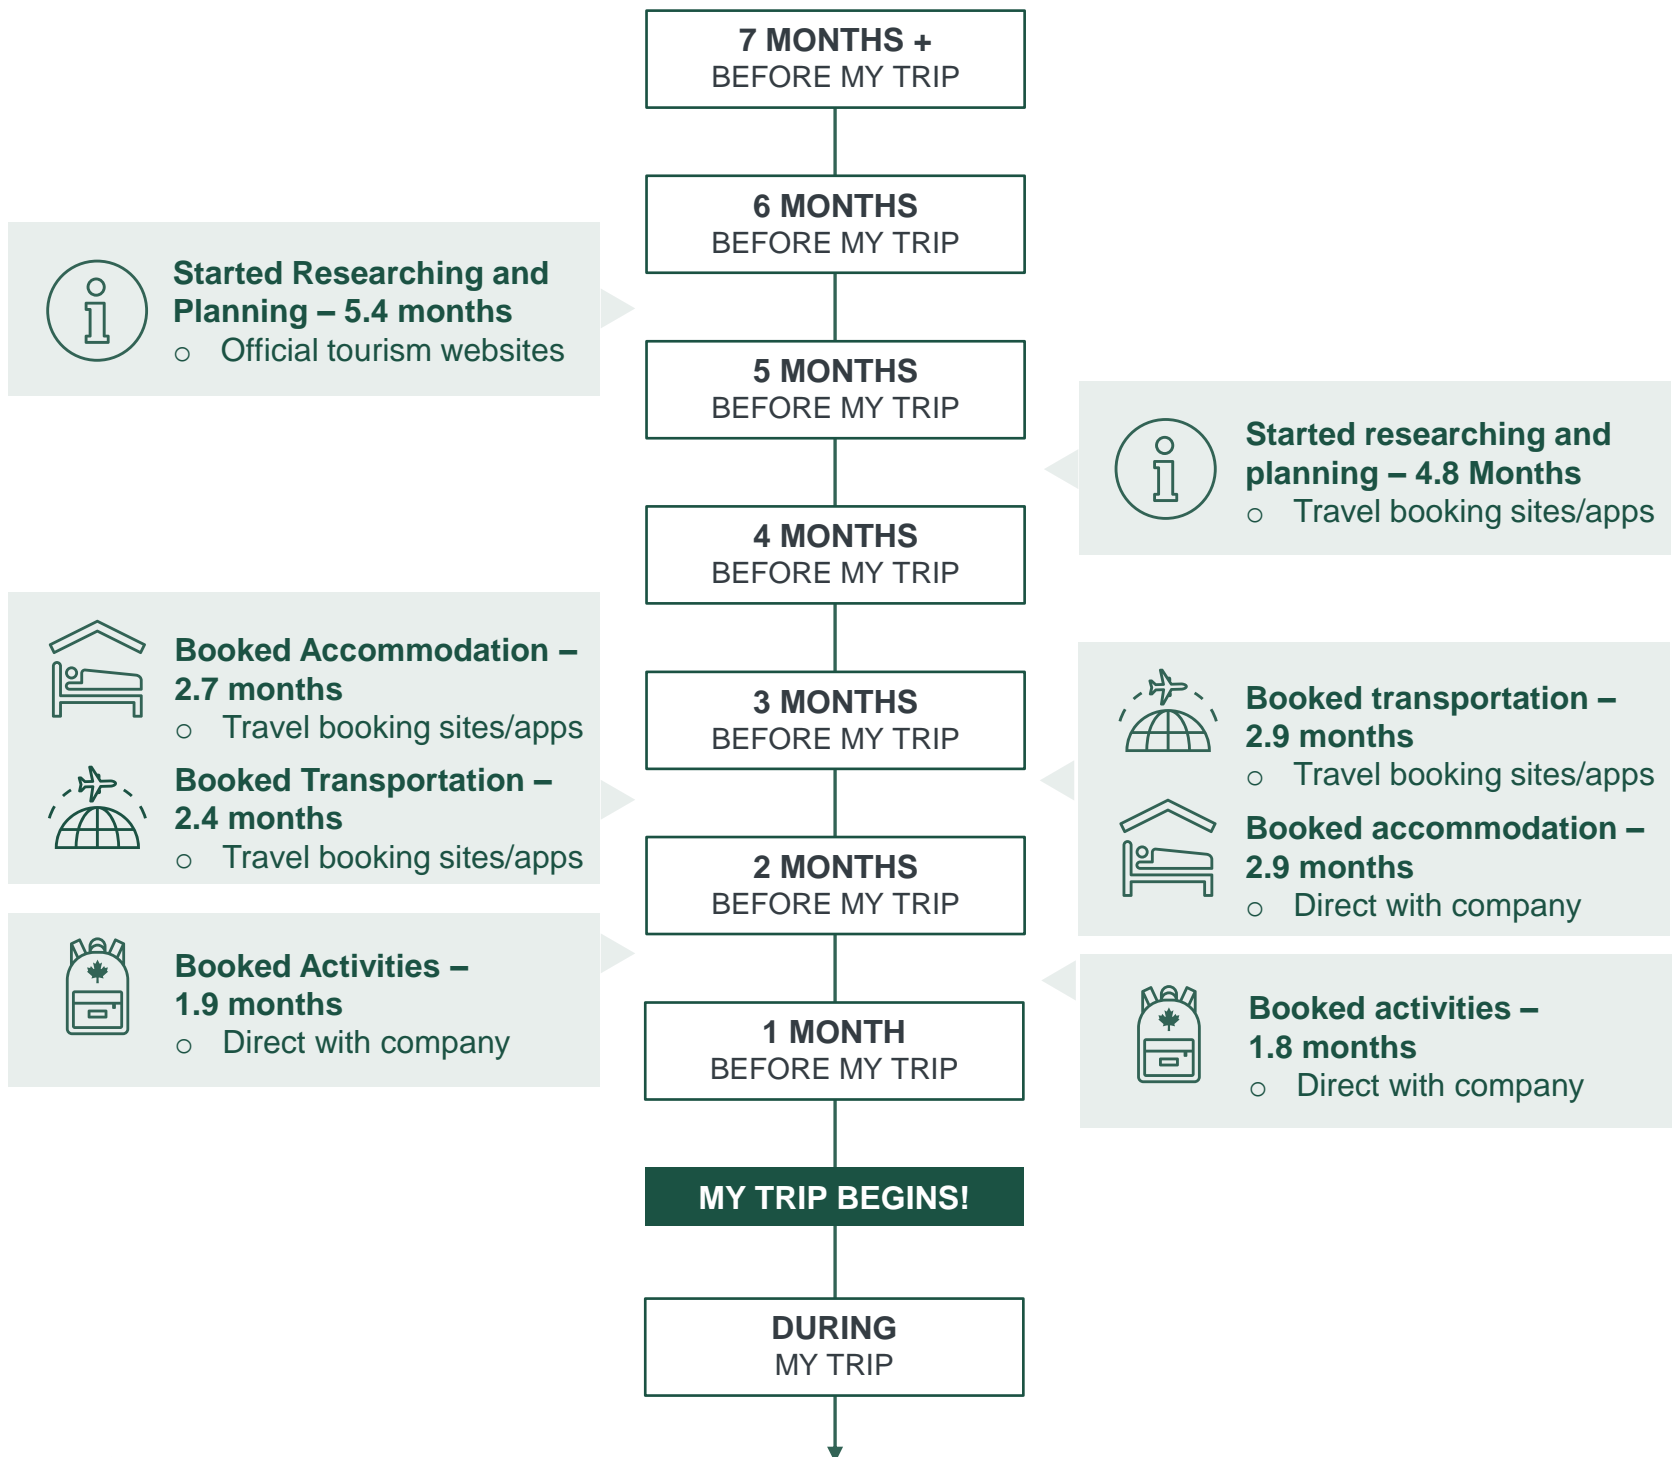 7 MONTHS +
BEFORE MY TRIP
6 MONTHS
BEFORE MY TRIP
Started Researching and
Planning – 5.4 months
o Official tourism websites
5 MONTHS
BEFORE MY TRIP
Started researching and
planning – 4.8 Months
o Travel booking sites/apps
4 MONTHS
BEFORE MY TRIP
Booked Accommodation –
2.7 months
o Travel booking sites/apps
Booked Transportation –
2.4 months
o Travel booking sites/apps
3 MONTHS
BEFORE MY TRIP
Booked transportation –
2.9 months
o Travel booking sites/apps
Booked accommodation –
2.9 months
o Direct with company
2 MONTHS
BEFORE MY TRIP
Booked Activities –
1.9 months
o Direct with company
1 MONTH
BEFORE MY TRIP
Booked activities –
1.8 months
o Direct with company
MY TRIP BEGINS!
DURING
MY TRIP